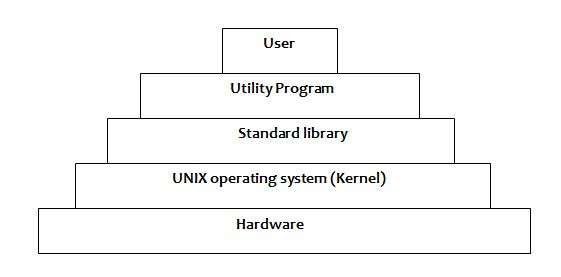 User
Utility Program
Standard library
UNIX operating system (Kernel)
Hardware